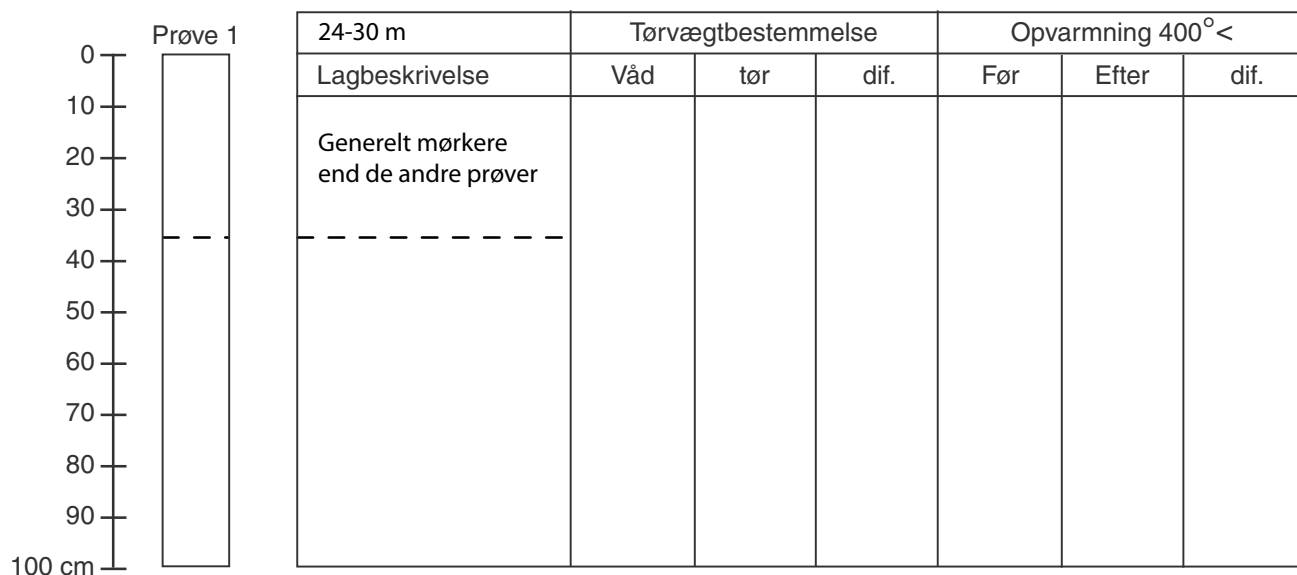 Prøve 1
0
10
20
30
40
50
60
70
80
90
100 cm
24-30 m Tørvægtbestemmelse Opvarmning 400°<
Lagbeskrivelse Våd tør dif. Før Efter dif.
Generelt mørkere
end de andre prøver